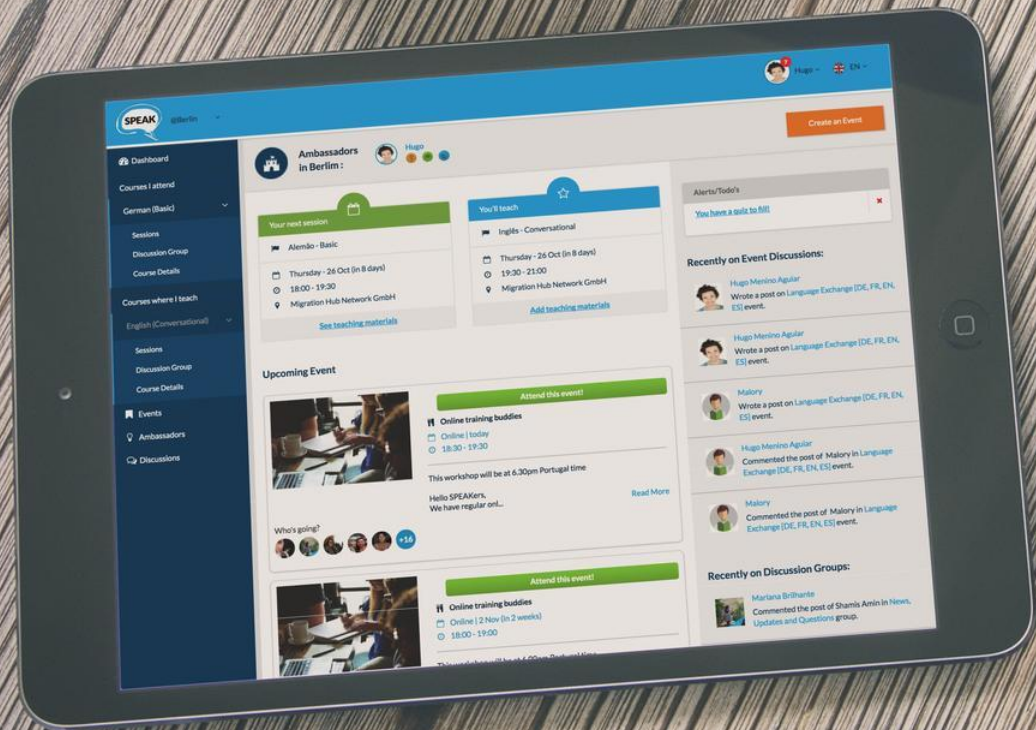 SPEAK
@Berlin
7
Hugo
EN
Dashboard
Courses I attend
German (Basic)
Sessions
Discussion Group
Course Details
Courses where I teach
English (Conversational)
Sessions
Discussion Group
Course Details
Events
Ambassadors
Discussions
Ambassadors
in Berlim :
Hugo
Create an Event
Your next session
Alemão - Basic
Thursday - 26 Oct (in 8 days)
18:00 - 19:30
Migration Hub Network GmbH
See teaching materials
You'll teach
Inglês - Conversational
Thursday - 26 Oct (in 8 days)
19:30 - 21:00
Migration Hub Network GmbH
Add teaching materials
Upcoming Event
Attend this event!
Online training buddies
Online | today
18:30 - 19:30
This workshop will be at 6.30pm Portugal time
Hello SPEAKers,
We have regular onl...
Read More
Who's going?
+16
Attend this event!
Online training buddies
Online | 2 Nov (in 2 weeks)
18:00 - 19:00
This workshop will be at 6.00pm Portugal time
Alerts/Todo's
You have a quiz to fill!
Recently on Event Discussions:
Hugo Menino Aguiar
Wrote a post on Language Exchange [DE, FR, EN,
ES] event.
Hugo Menino Aguiar
Wrote a post on Language Exchange [DE, FR, EN,
ES] event.
Malory
Wrote a post on Language Exchange [DE, FR, EN,
ES] event.
Hugo Menino Aguiar
Commented the post of Malory in Language
Exchange [DE, FR, EN, ES] event.
Malory
Commented the post of Malory in Language
Exchange [DE, FR, EN, ES] event.
Recently on Discussion Groups:
Mariana Brilhante
Commented the post of Shamis Amin in News,
Updates and Questions group.